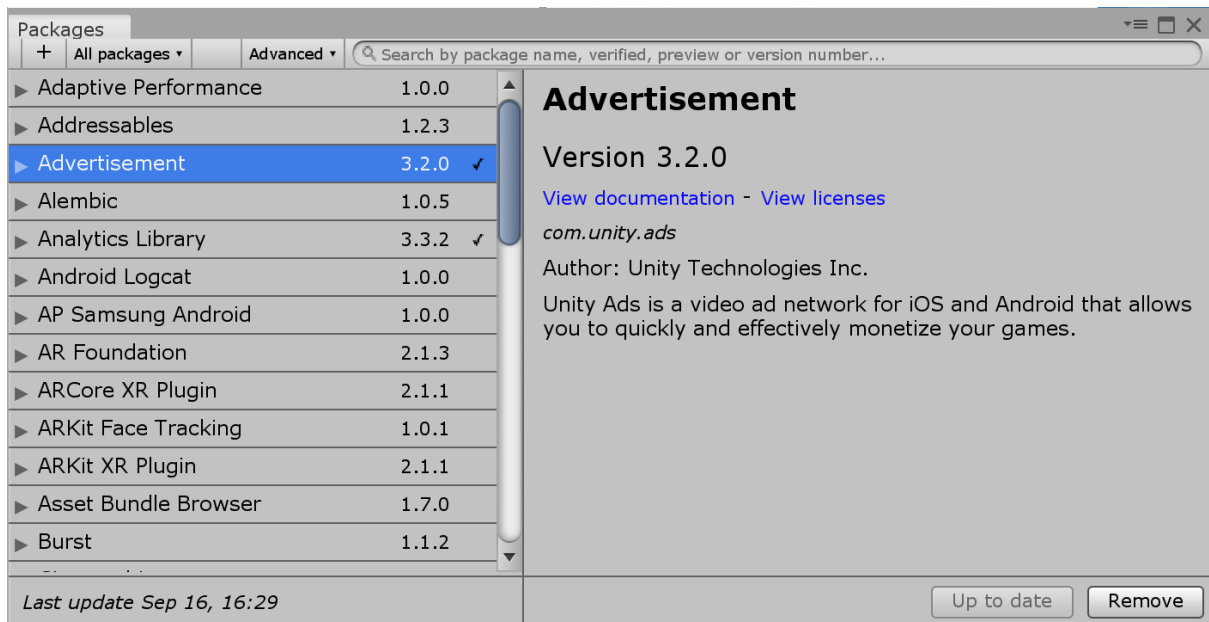 Packages
+ All packages Advanced Search by package name, verified, preview or version number...
Adaptive Performance 1.0.0
Addressables 1.2.3
Advertisement 3.2.0 ✓
Alembic 1.0.5
Analytics Library 3.3.2 ✓
Android Logcat 1.0.0
AP Samsung Android 1.0.0
AR Foundation 2.1.3
ARCore XR Plugin 2.1.1
ARKit Face Tracking 1.0.1
ARKit XR Plugin 2.1.1
Asset Bundle Browser 1.7.0
Burst 1.1.2
Last update Sep 16, 16:29
Advertisement
Version 3.2.0
View documentation - View licenses
com.unity.ads
Author: Unity Technologies Inc.
Unity Ads is a video ad network for iOS and Android that allows
you to quickly and effectively monetize your games.
Up to date Remove